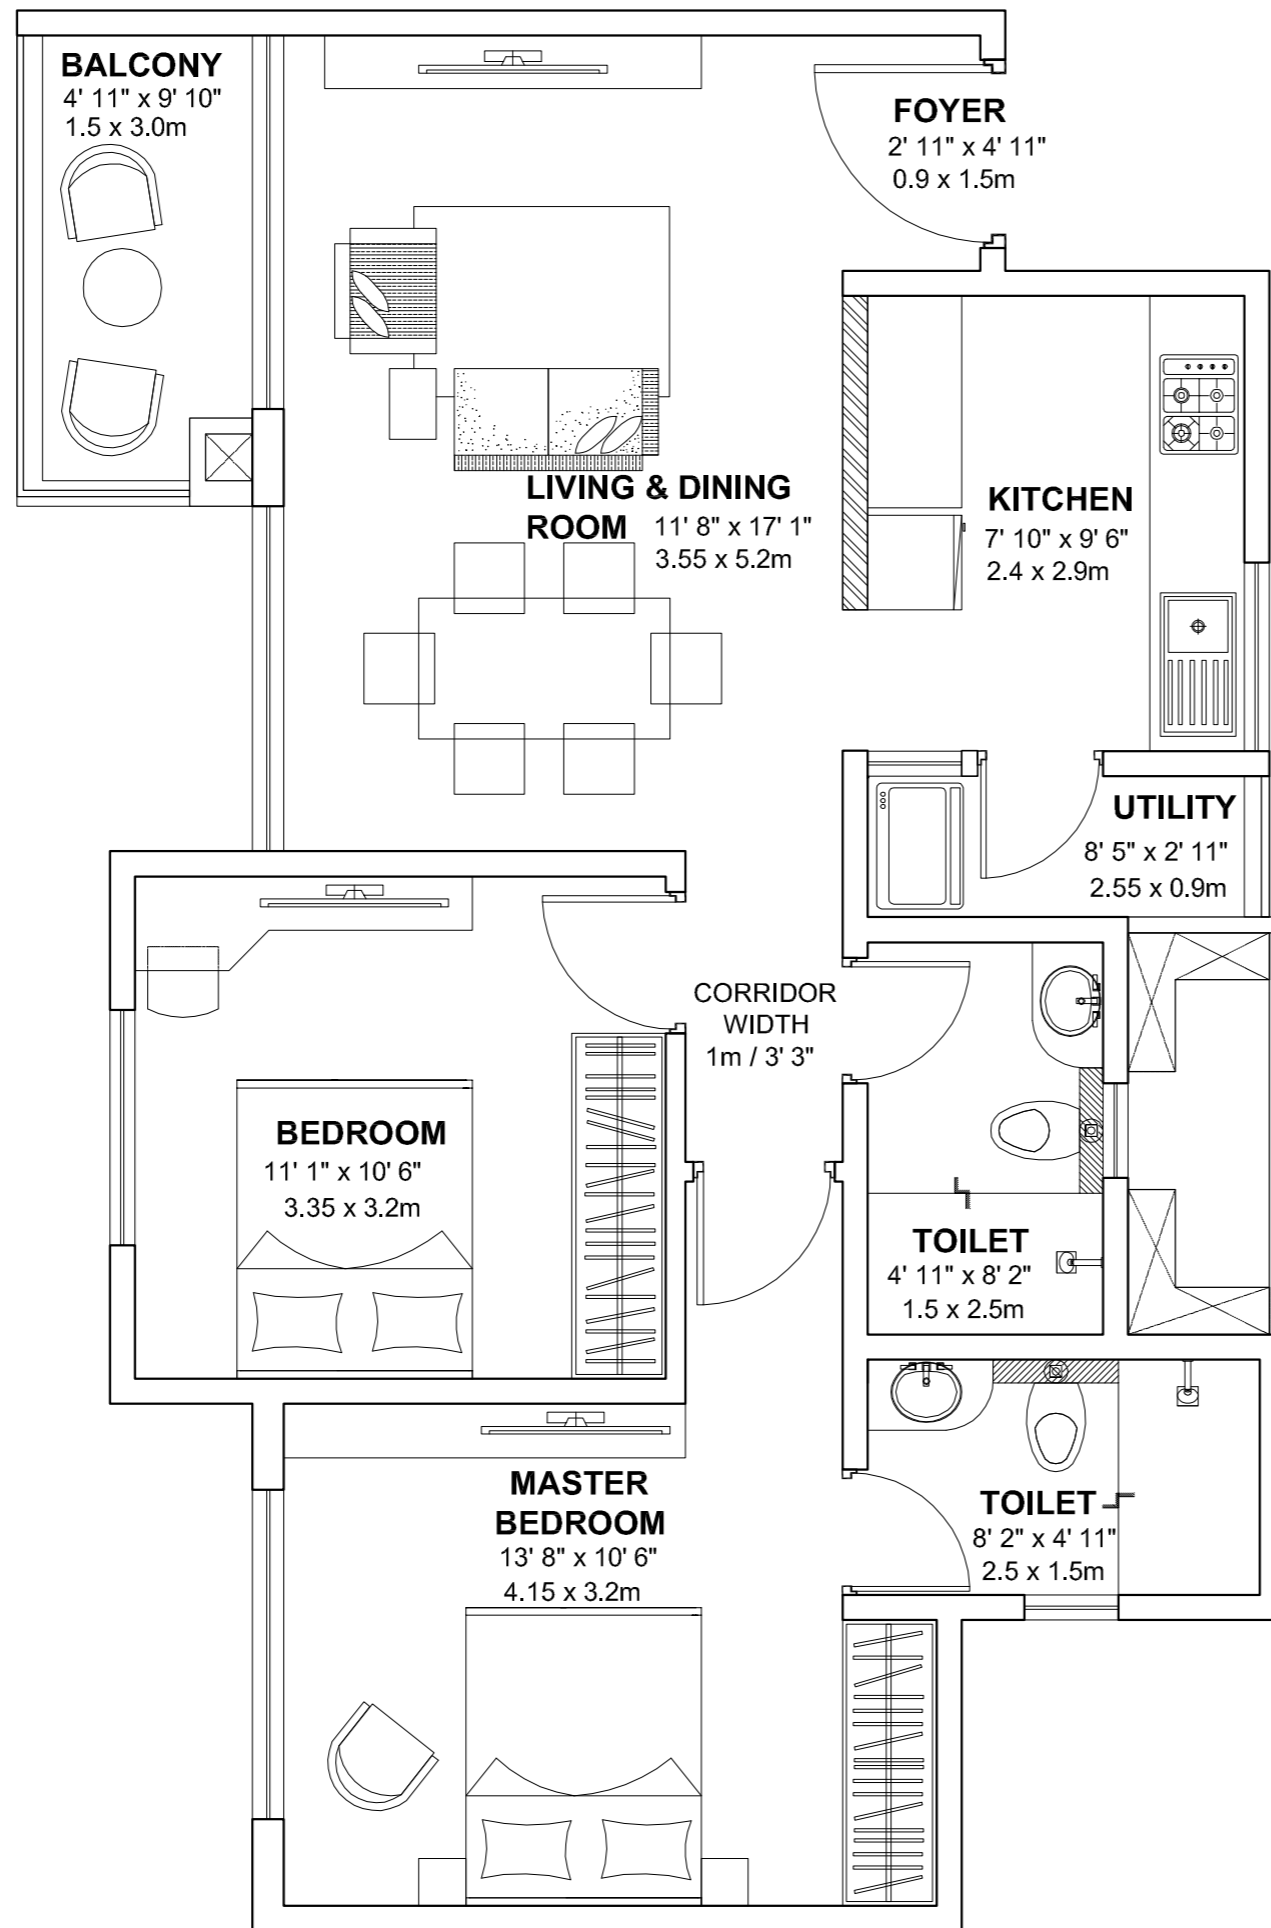 BALCONY
4' 11" x 9' 10"
1.5 x 3.0m
FOYER
2' 11" x 4' 11"
0.9 x 1.5m
LIVING & DINING
ROOM 11' 8" x 17' 1"
3.55 x 5.2m
KITCHEN
7' 10" x 9' 6"
2.4 x 2.9m
UTILITY
8' 5" x 2' 11"
2.55 x 0.9m
CORRIDOR
WIDTH
1m / 3' 3"
BEDROOM
11' 1" x 10' 6"
3.35 x 3.2m
TOILET
4' 11" x 8' 2"
1.5 x 2.5m
MASTER
BEDROOM
13' 8" x 10' 6"
4.15 x 3.2m
TOILET
8' 2" x 4' 11"
2.5 x 1.5m